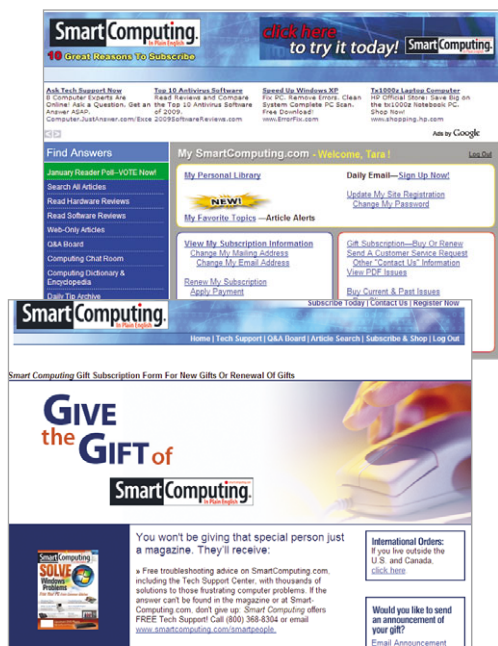 SmartComputing.
In Plain English
10 Great Reasons To Subscribe
click here
to try it today! SmartComputing.
Ask Tech Support Now
8 Computer Experts Are
Online! Ask a Question, Get an
Answer ASAP.
Computer.JustAnswer.com/Exce
Top 10 Antivirus Software
Read Reviews and Compare
the Top 10 Antivirus Software
of 2009.
2009SoftwareReviews.com
Speed Up Windows XP
Fix PC. Remove Errors. Clean
System Complete PC Scan.
Free Download!
www.ErrorFix.com
Tx1000z Laptop Computer
HP Official Store: Save Big on
the tx1000z Notebook PC.
Shop Now!
www.shopping.hp.com
Ads by Google
Find Answers
January Reader Poll-VOTE Now!
Search All Articles
Read Hardware Reviews
Read Software Reviews
Web-Only Articles
Q&A Board
Computing Chat Room
Computing Dictionary &
Encyclopedia
Daily Tip Archive
My SmartComputing.com - Welcome, Tara !
Log Out
My Personal Library
NEW!
My Favorite Topics —Article Alerts
Daily Email—Sign Up Now!
Update My Site Registration
Change My Password
View My Subscription Information
Change My Mailing Address
Change My Email Address
Renew My Subscription
Apply Payment
Gift Subscription—Buy Or Renew
Send A Customer Service Request
Other "Contact Us" Information
View PDF Issues
Buy Current & Past Issues
Subscribe Today | Contact Us | Register Now
SmartComputing.
In Plain English
Home | Tech Support | Q&A Board | Article Search | Subscribe & Shop | Log Out
Smart Computing Gift Subscription Form For New Gifts Or Renewal Of Gifts
GIVE
the GIFT of
SmartComputing.
SmartComputing
SOLVE
Windows
Problems
You won't be giving that special person just
a magazine. They'll receive:
» Free troubleshooting advice on SmartComputing.com,
including the Tech Support Center, with thousands of
solutions to those frustrating computer problems. If the
answer can't be found in the magazine or at Smart-
Computing.com, don't give up: Smart Computing offers
FREE Tech Support! Call (800) 368-8304 or email
www.smartcomputing.com/smartpeople.
International Orders:
If you live outside the
U.S. and Canada,
click here
Would you like to send
an announcement of
your gift?
Email Announcement